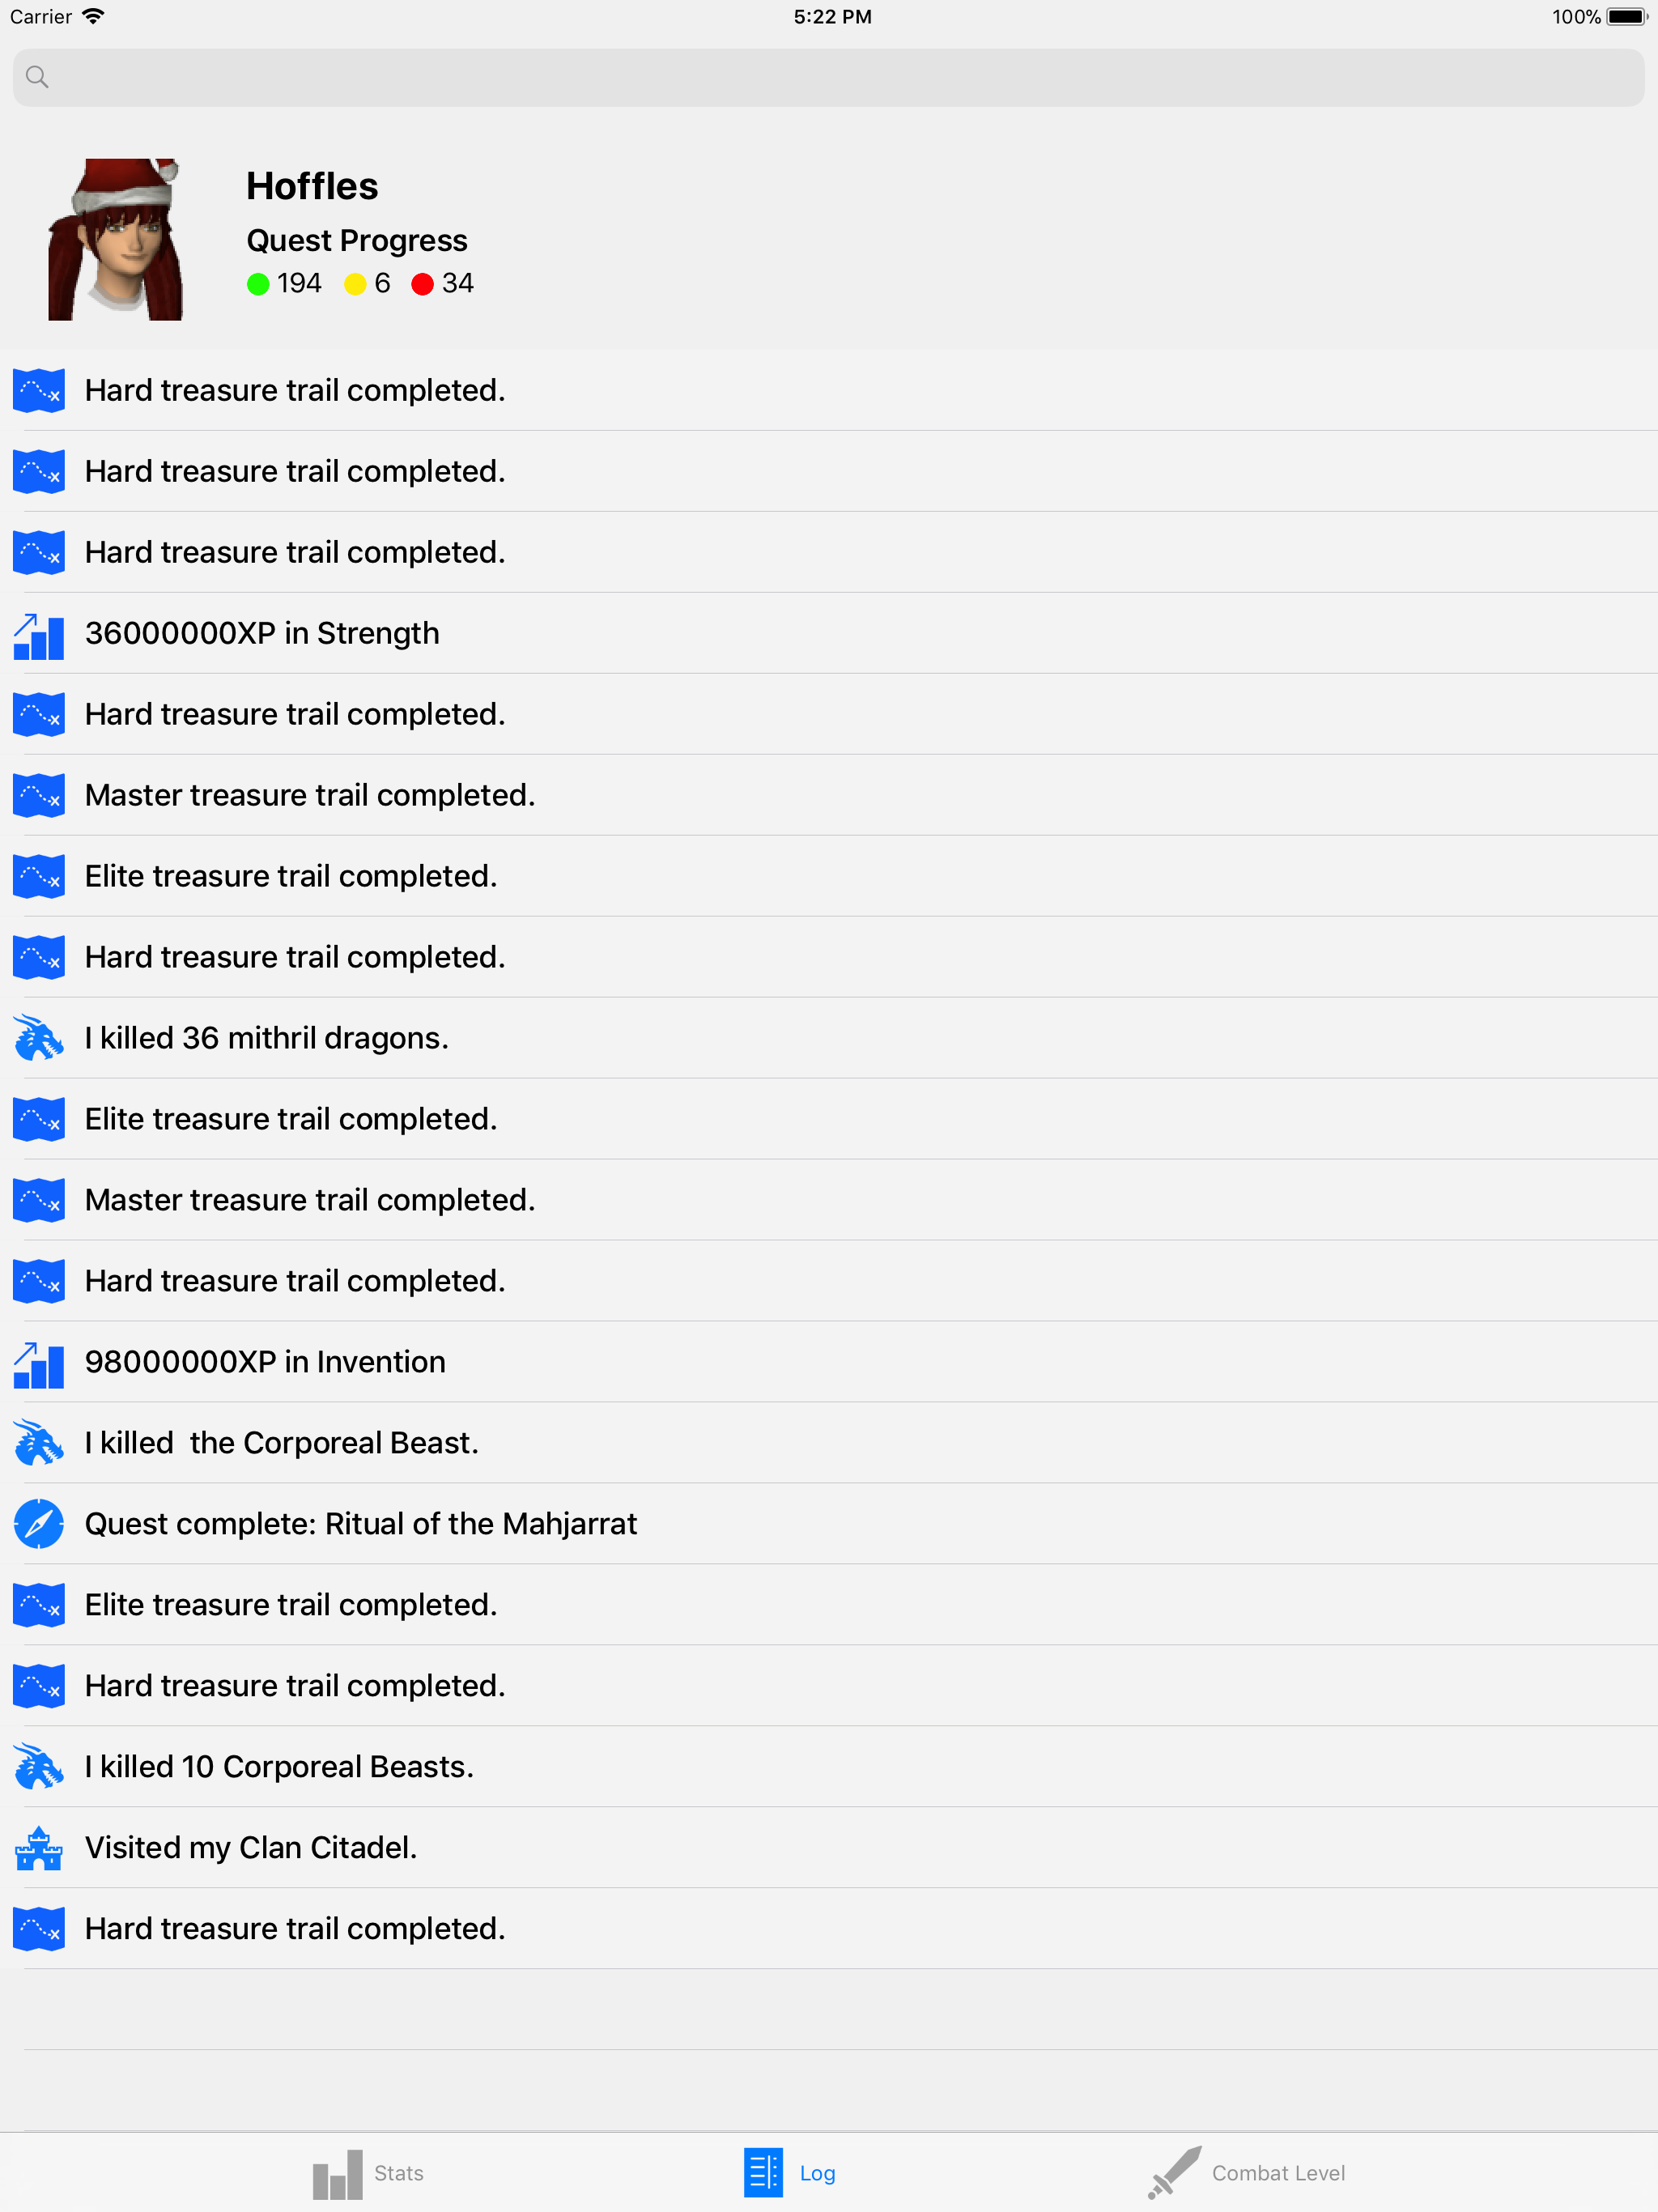 Carrier 5:22 PM 100%
Hoffles
Quest Progress
194 6 34
Hard treasure trail completed.
Hard treasure trail completed.
Hard treasure trail completed.
36000000XP in Strength
Hard treasure trail completed.
Master treasure trail completed.
Elite treasure trail completed.
Hard treasure trail completed.
I killed 36 mithril dragons.
Elite treasure trail completed.
Master treasure trail completed.
Hard treasure trail completed.
98000000XP in Invention
I killed  the Corporeal Beast.
Quest complete: Ritual of the Mahjarrat
Elite treasure trail completed.
Hard treasure trail completed.
I killed 10 Corporeal Beasts.
Visited my Clan Citadel.
Hard treasure trail completed.
Stats Log Combat Level